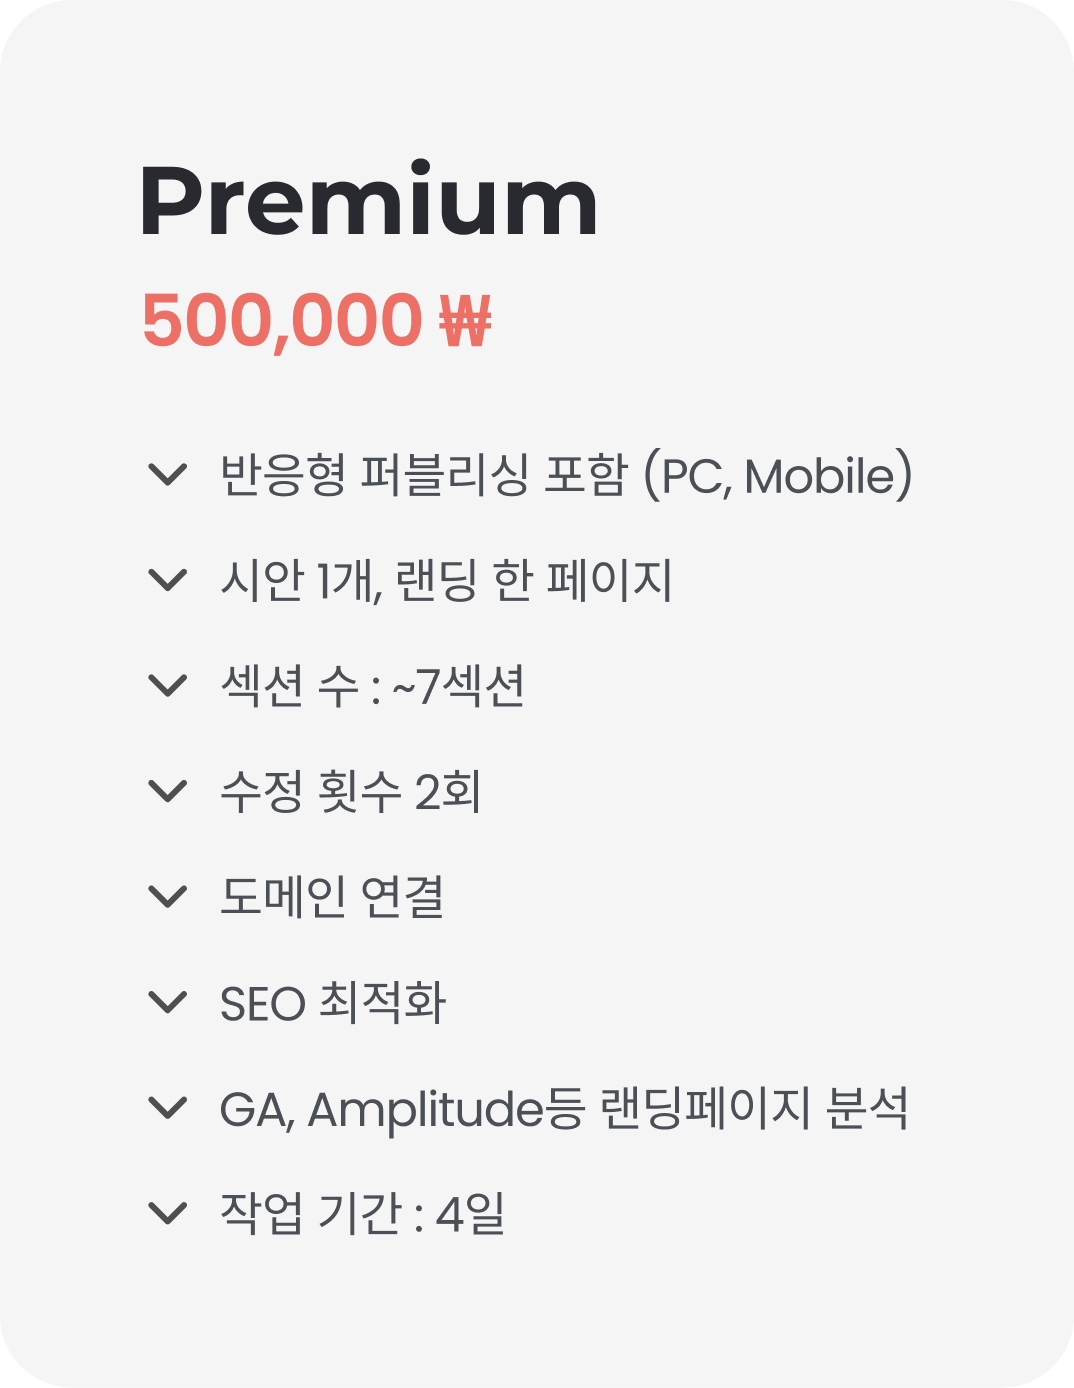 Premium
500,000 ₩
반응형 퍼블리싱 포함 (PC, Mobile)
시안 1개, 랜딩 한 페이지
섹션 수 : ~7섹션
수정 횟수 2회
도메인 연결
SEO 최적화
GA, Amplitude등 랜딩페이지 분석
작업 기간 : 4일